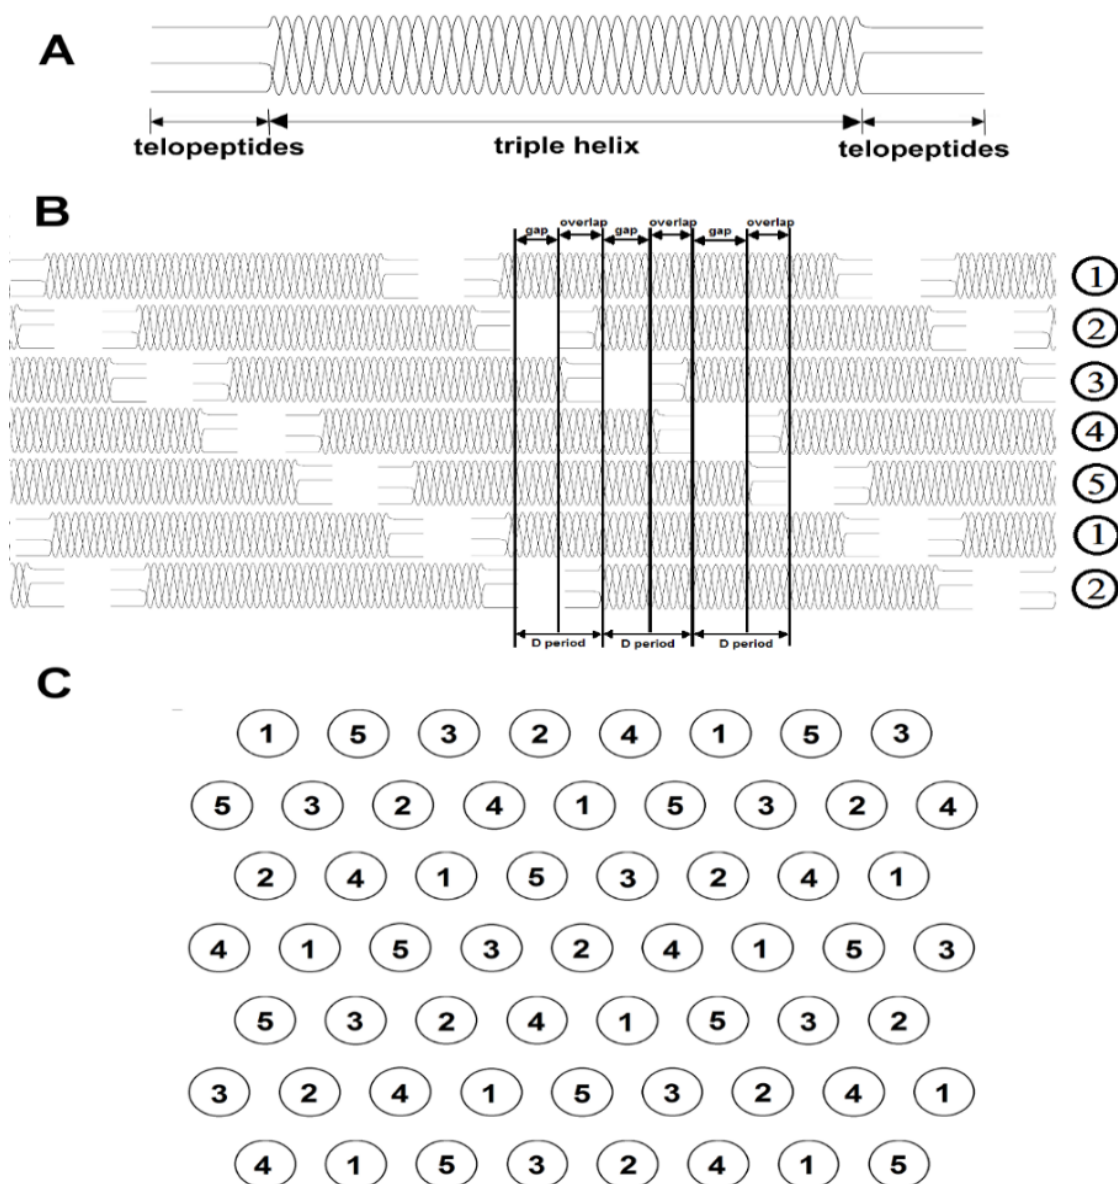 A
telopeptides triple helix telopeptides
B
gap overlap gap overlap gap overlap
1
2
3
4
5
1
2
D period D period D period
C
1 5 3 2 4 1 5 3
5 3 2 4 1 5 3 2 4
2 4 1 5 3 2 4 1
4 1 5 3 2 4 1 5 3
5 3 2 4 1 5 3 2
3 2 4 1 5 3 2 4 1
4 1 5 3 2 4 1 5